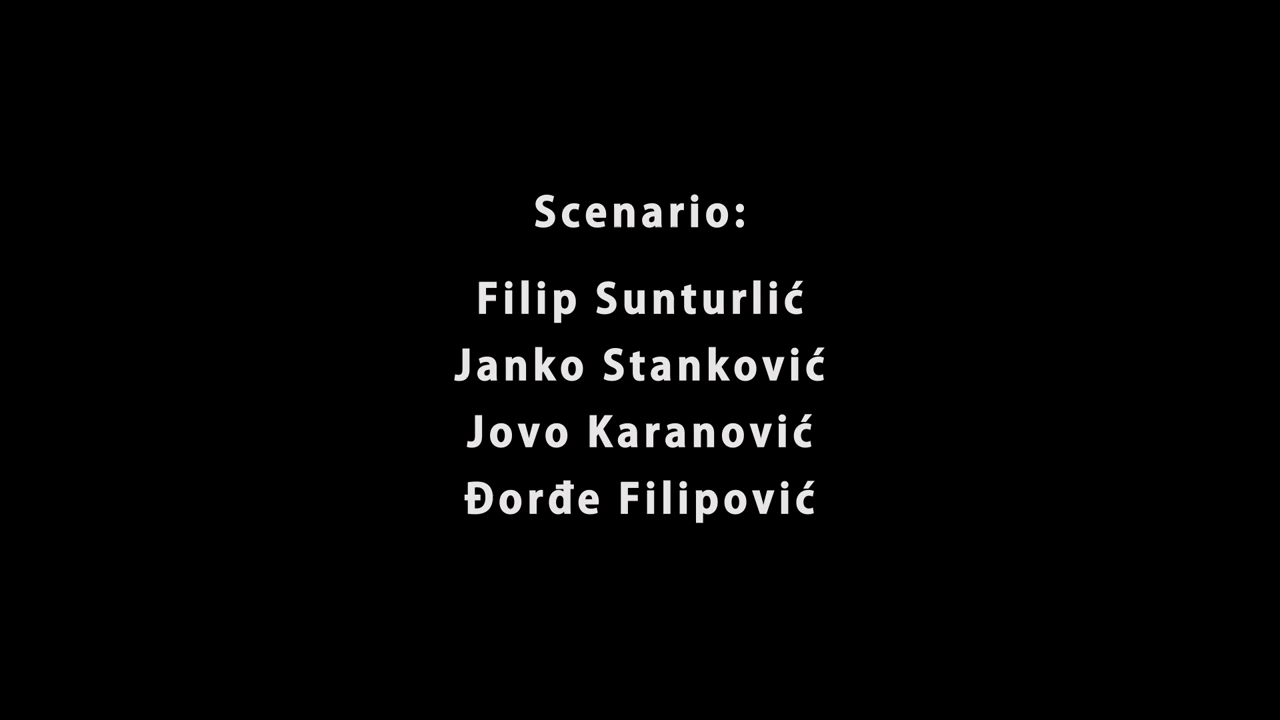 Scenario:
Filip Sunturlić
Janko Stanković
Jovo Karanović
Đorđe Filipović